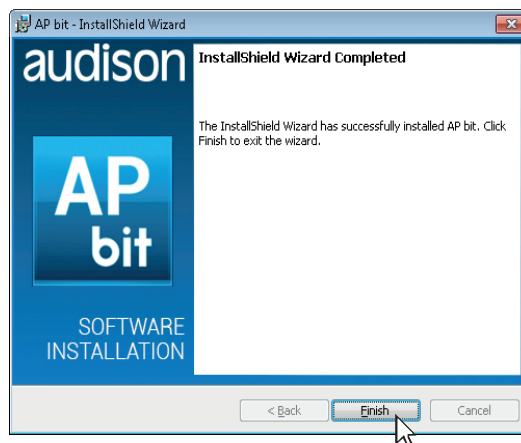 AP bit - InstallShield Wizard
audison
InstallShield Wizard Completed
The InstallShield Wizard has successfully installed AP bit. Click
Finish to exit the wizard.
AP
bit
SOFTWARE
INSTALLATION
< Back Finish Cancel